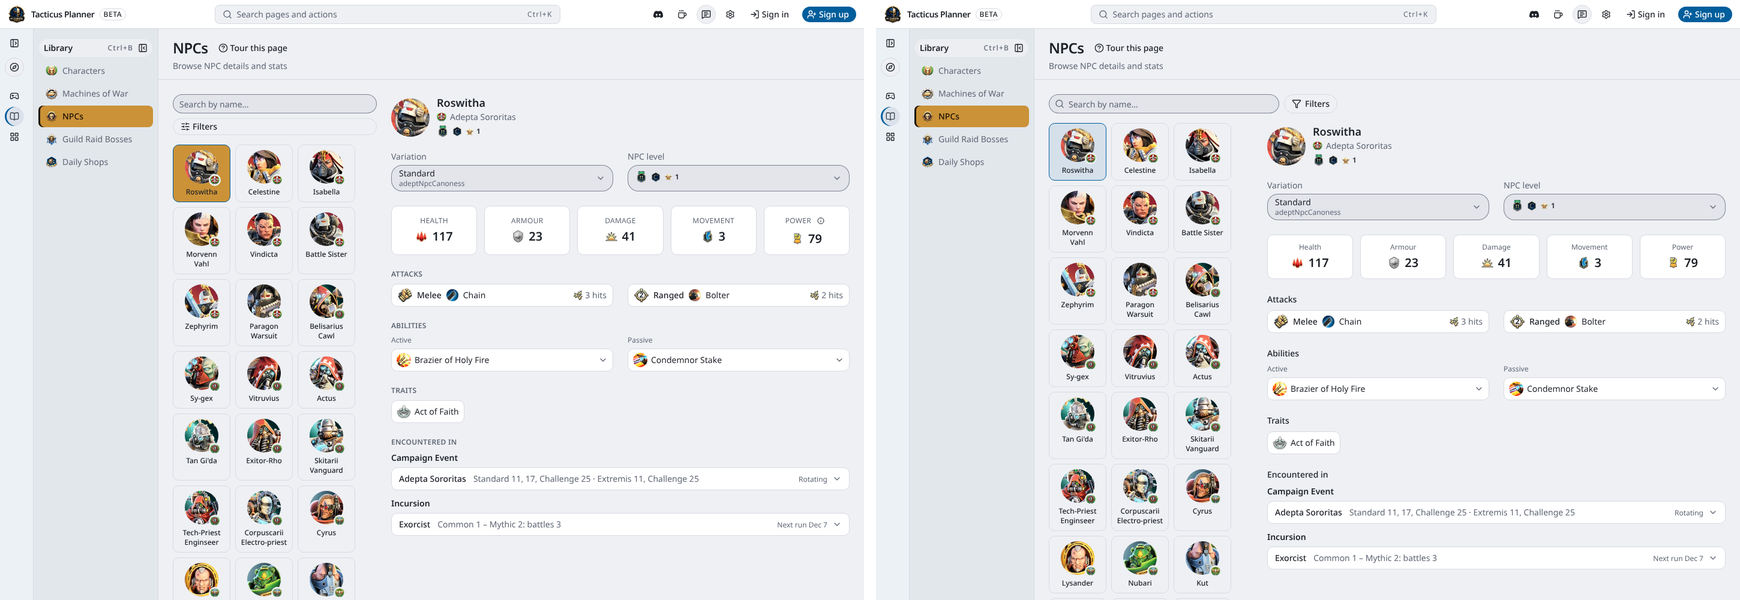 Tacticus Planner BETA Search pages and actions Ctrl+K Sign in Sign up
Library Ctrl+B
Characters
Machines of War
NPCs
Guild Raid Bosses
Daily Shops
NPCs Tour this page
Browse NPC details and stats
Search by name...
Filters
Roswitha Celestine Isabella
Morvenn Vahl Vindicta Battle Sister
Zephyrim Paragon Warsuit Belisarius Cawl
Sy-gex Vitruvius Actus
Tan Gi'da Exitor-Rho Skitarii Vanguard
Tech-Priest Enginseer Corpuscarii Electro-priest Cyrus
Roswitha
Adepta Sororitas
1
Variation NPC level
Standard
adeptNpcCanoness
1
HEALTH ARMOUR DAMAGE MOVEMENT POWER
117 23 41 3 79
ATTACKS
Melee Chain 3 hits 2 Ranged Bolter 2 hits
ABILITIES
Active Passive
Brazier of Holy Fire Condemnor Stake
TRAITS
Act of Faith
ENCOUNTERED IN
Campaign Event
Adepta Sororitas Standard 11, 17, Challenge 25 · Extremis 11, Challenge 25 Rotating
Incursion
Exorcist Common 1 – Mythic 2: battles 3 Next run Dec 7
Tacticus Planner BETA Search pages and actions Ctrl+K Sign in Sign up
Library Ctrl+B
Characters
Machines of War
NPCs
Guild Raid Bosses
Daily Shops
NPCs Tour this page
Browse NPC details and stats
Search by name... Filters
Roswitha Celestine Isabella
Morvenn Vahl Vindicta Battle Sister
Zephyrim Paragon Warsuit Belisarius Cawl
Sy-gex Vitruvius Actus
Tan Gi'da Exitor-Rho Skitarii Vanguard
Tech-Priest Enginseer Corpuscarii Electro-priest Cyrus
Lysander Nubari Kut
Roswitha
Adepta Sororitas
1
Variation NPC level
Standard
adeptNpcCanoness
1
Health Armour Damage Movement Power
117 23 41 3 79
Attacks
Melee Chain 3 hits 2 Ranged Bolter 2 hits
Abilities
Active Passive
Brazier of Holy Fire Condemnor Stake
Traits
Act of Faith
Encountered in
Campaign Event
Adepta Sororitas Standard 11, 17, Challenge 25 · Extremis 11, Challenge 25 Rotating
Incursion
Exorcist Common 1 – Mythic 2: battles 3 Next run Dec 7